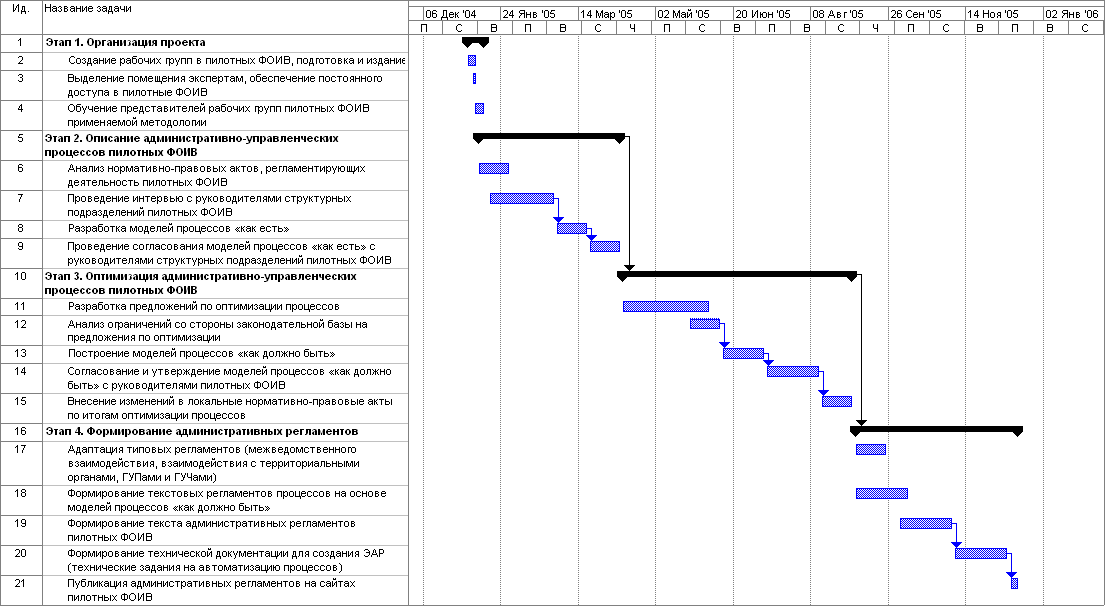 Ид. Название задачи
06 Дек '04 24 Янв '05 14 Мар '05 02 Май '05 20 Июн '05 08 Авг '05 26 Сен '05 14 Ноя '05 02 Янв '06
П С В П В С Ч П С В П В С Ч П С В П В С
1 Этап 1. Организация проекта
2 Создание рабочих групп в пилотных ФОИВ, подготовка и издание
3 Выделение помещения экспертам, обеспечение постоянного
доступа в пилотные ФОИВ
4 Обучение представителей рабочих групп пилотных ФОИВ
применяемой методологии
5 Этап 2. Описание административно-управленческих
процессов пилотных ФОИВ
6 Анализ нормативно-правовых актов, регламентирующих
деятельность пилотных ФОИВ
7 Проведение интервью с руководителями структурных
подразделений пилотных ФОИВ
8 Разработка моделей процессов «как есть»
9 Проведение согласования моделей процессов «как есть» с
руководителями структурных подразделений пилотных ФОИВ
10 Этап 3. Оптимизация административно-управленческих
процессов пилотных ФОИВ
11 Разработка предложений по оптимизации процессов
12 Анализ ограничений со стороны законодательной базы на
предложения по оптимизации
13 Построение моделей процессов «как должно быть»
14 Согласование и утверждение моделей процессов «как должно
быть» с руководителями пилотных ФОИВ
15 Внесение изменений в локальные нормативно-правовые акты
по итогам оптимизации процессов
16 Этап 4. Формирование административных регламентов
17 Адаптация типовых регламентов (межведомственного
взаимодействия, взаимодействия с территориальными
органами, ГУПами и ГУЧами)
18 Формирование текстовых регламентов процессов на основе
моделей процессов «как должно быть»
19 Формирование текста административных регламентов
пилотных ФОИВ
20 Формирование технической документации для создания ЭАР
(технические задания на автоматизацию процессов)
21 Публикация административных регламентов на сайтах
пилотных ФОИВ